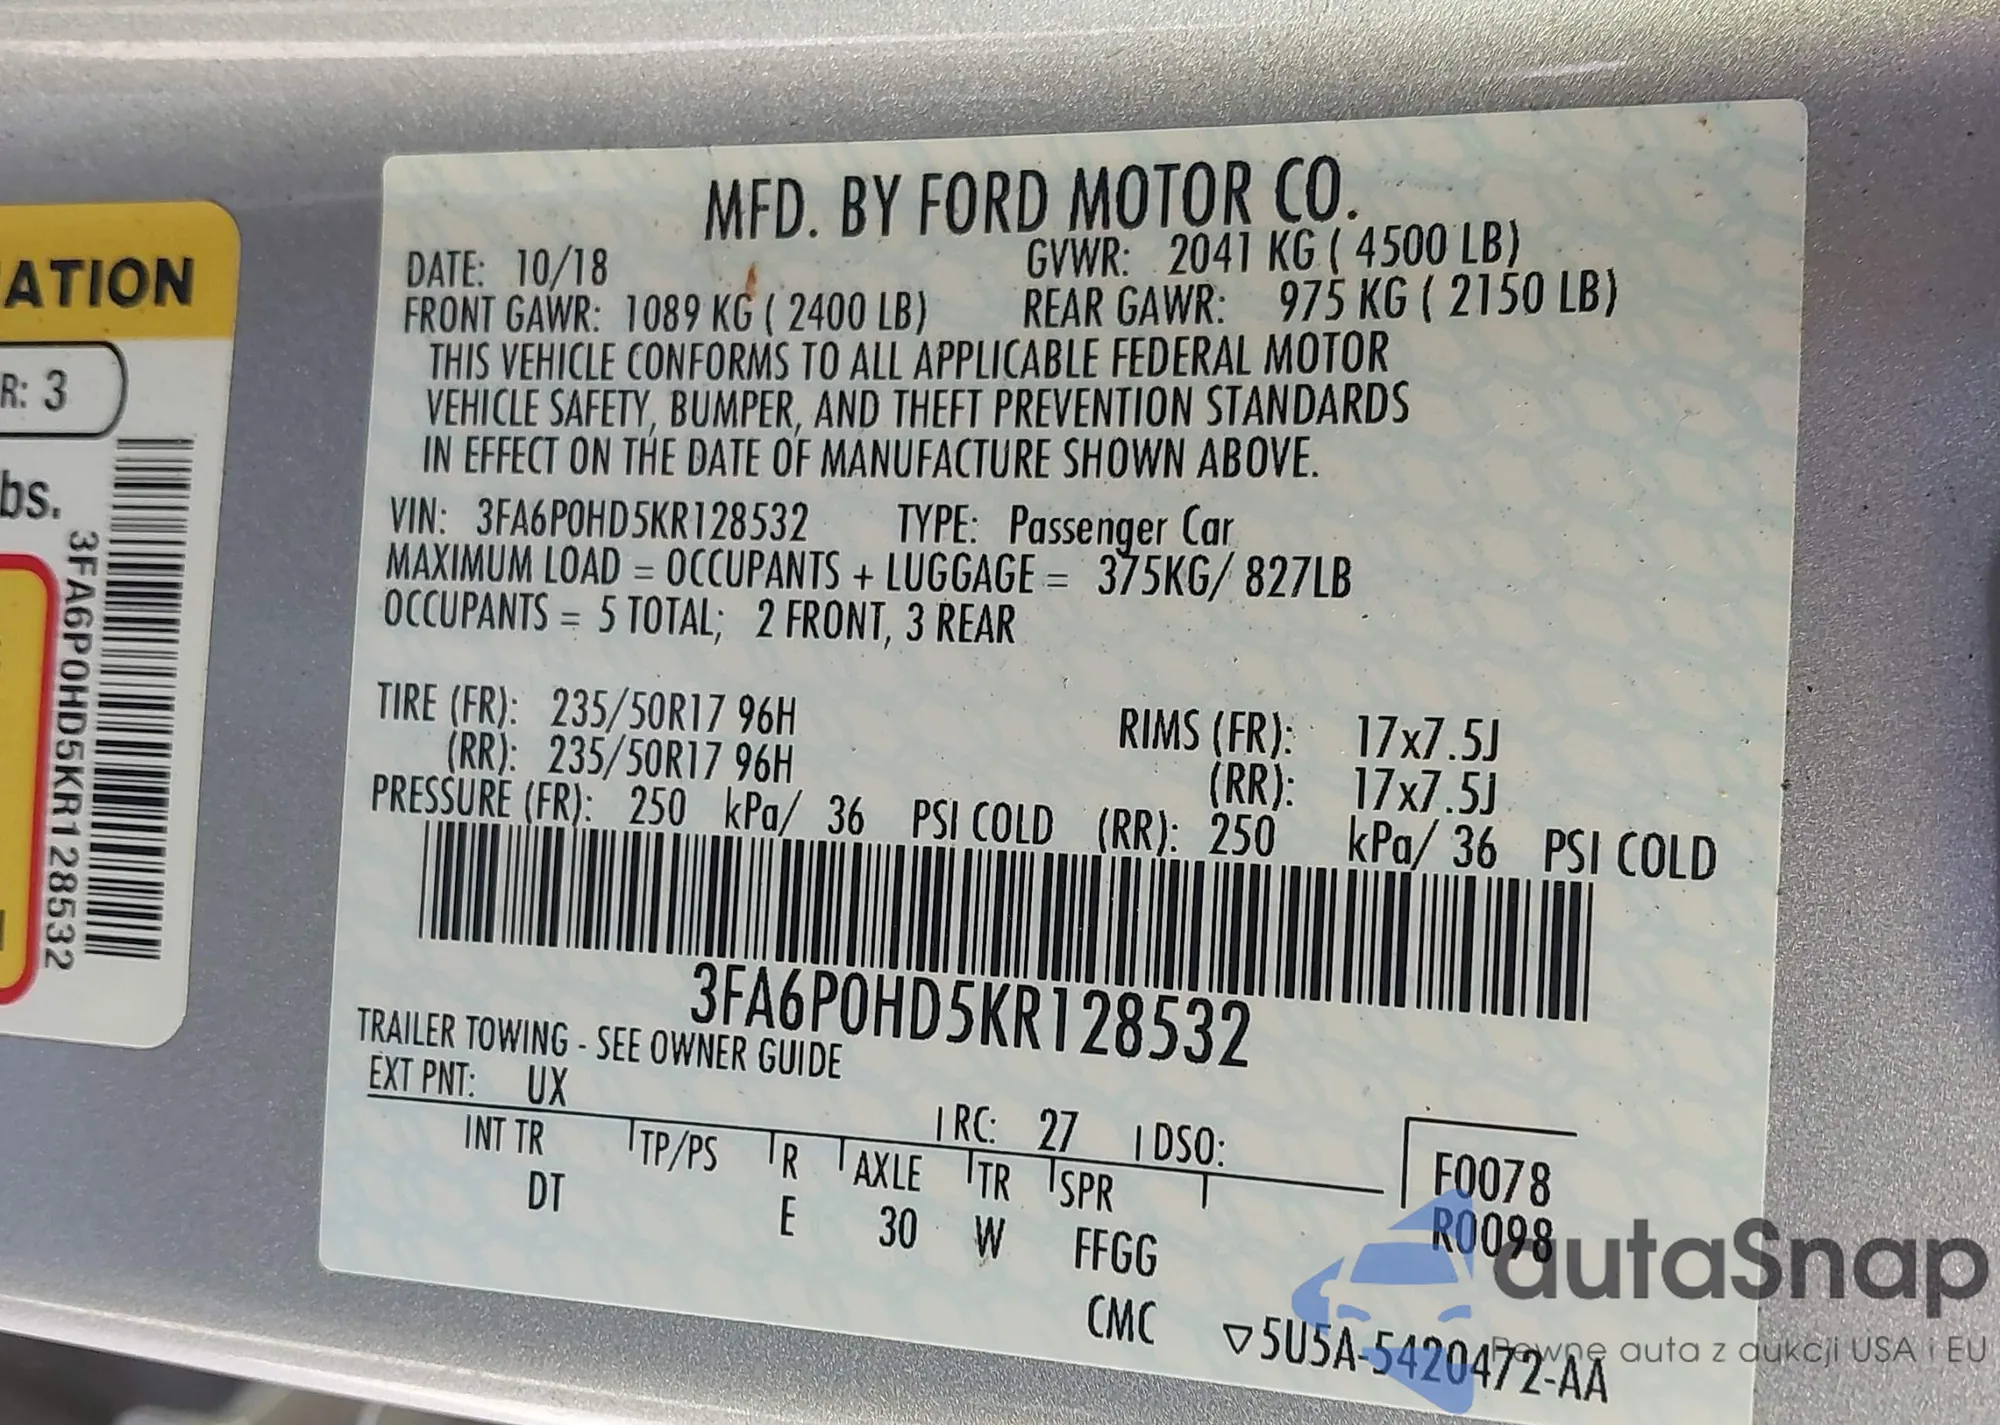 ATION
R: 3
bs.
3FA6P0HD5KR128532
MFD. BY FORD MOTOR CO.
DATE: 10/18 GVWR: 2041 KG ( 4500 LB)
FRONT GAWR: 1089 KG ( 2400 LB) REAR GAWR: 975 KG ( 2150 LB)
THIS VEHICLE CONFORMS TO ALL APPLICABLE FEDERAL MOTOR
VEHICLE SAFETY, BUMPER, AND THEFT PREVENTION STANDARDS
IN EFFECT ON THE DATE OF MANUFACTURE SHOWN ABOVE.
VIN: 3FA6P0HD5KR128532 TYPE: Passenger Car
MAXIMUM LOAD = OCCUPANTS + LUGGAGE = 375KG/ 827LB
OCCUPANTS = 5 TOTAL; 2 FRONT, 3 REAR
TIRE (FR): 235/50R17 96H RIMS (FR): 17x7.5J
(RR): 235/50R17 96H (RR): 17x7.5J
PRESSURE (FR): 250 kPa/ 36 PSI COLD (RR): 250 kPa/ 36 PSI COLD
3FA6P0HD5KR128532
TRAILER TOWING - SEE OWNER GUIDE
EXT PNT: UX RC: 27 DSO:
INT TR TP/PS R AXLE TR SPR F0078
DT E 30 W FFGG R0098
CMC ▽5U5A-5420472-AA
autaSnap
Pewne auta z aukcji USA i EU